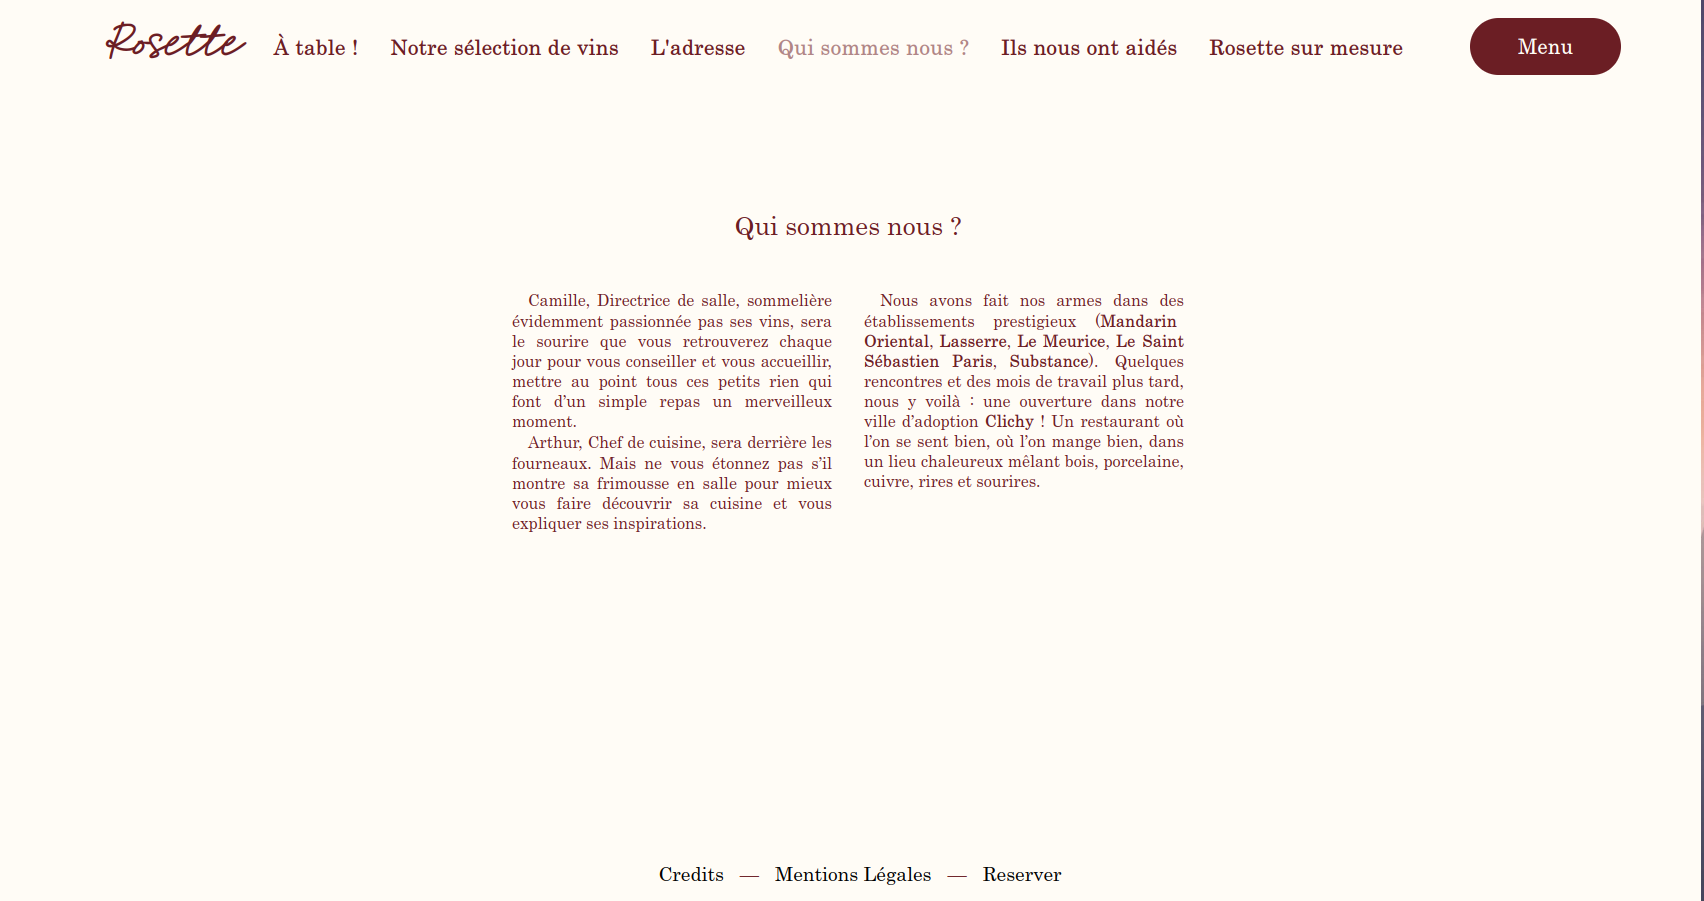 Rosette À table ! Notre sélection de vins L'adresse Qui sommes nous ? Ils nous ont aidés Rosette sur mesure Menu
Qui sommes nous ?
Camille, Directrice de salle, sommelière
évidemment passionnée pas ses vins, sera
le sourire que vous retrouverez chaque
jour pour vous conseiller et vous accueillir,
mettre au point tous ces petits rien qui
font d’un simple repas un merveilleux
moment.
Arthur, Chef de cuisine, sera derrière les
fourneaux. Mais ne vous étonnez pas s’il
montre sa frimousse en salle pour mieux
vous faire découvrir sa cuisine et vous
expliquer ses inspirations.
Nous avons fait nos armes dans des
établissements prestigieux (Mandarin
Oriental, Lasserre, Le Meurice, Le Saint
Sébastien Paris, Substance). Quelques
rencontres et des mois de travail plus tard,
nous y voilà : une ouverture dans notre
ville d’adoption Clichy ! Un restaurant où
l’on se sent bien, où l’on mange bien, dans
un lieu chaleureux mêlant bois, porcelaine,
cuivre, rires et sourires.
Credits — Mentions Légales — Reserver